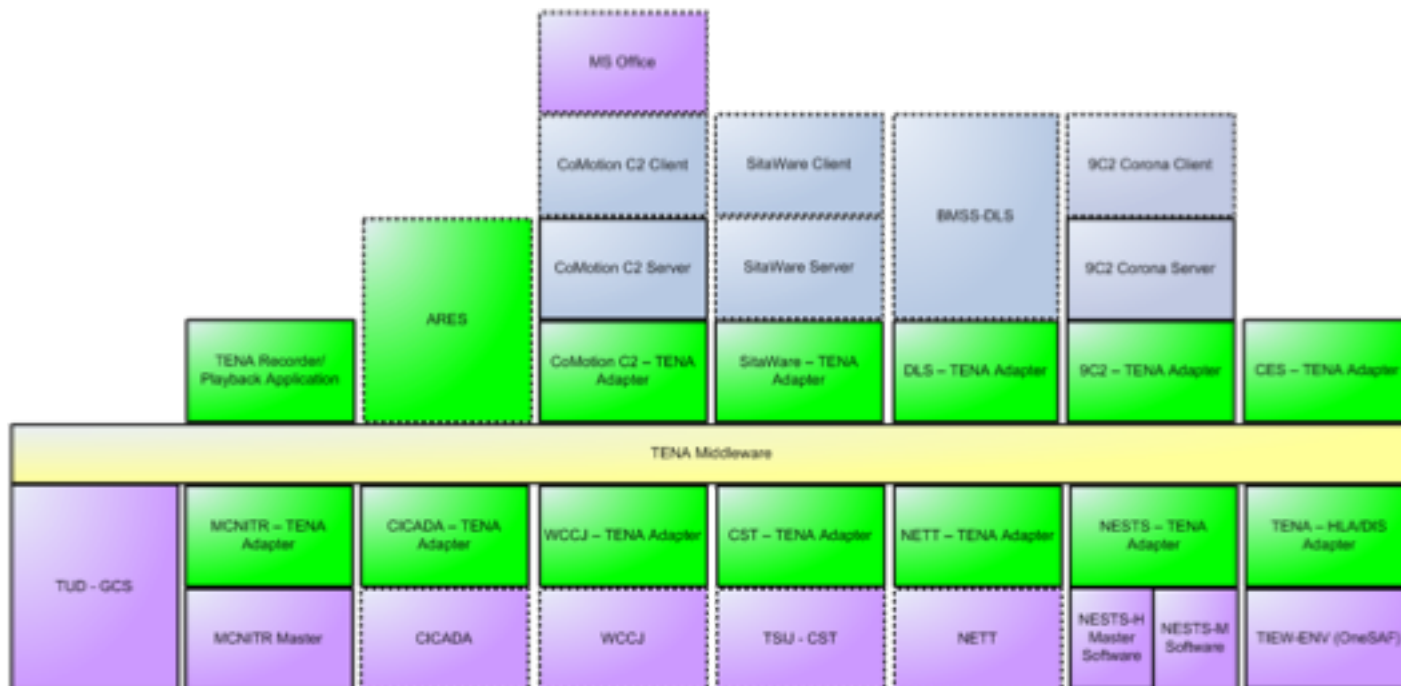 MS Office
CoMotion C2 Client
SitaWare Client
BMSS-DLS
9C2 Corona Client
CoMotion C2 Server
SitaWare Server
9C2 Corona Server
ARES
TENA Recorder/
Playback Application
CoMotion C2 – TENA
Adapter
SitaWare – TENA
Adapter
DLS – TENA Adapter
9C2 – TENA Adapter
CES – TENA Adapter
TENA Middleware
TUD - GCS
MCNITR – TENA
Adapter
CICADA – TENA
Adapter
WCCJ – TENA Adapter
CST – TENA Adapter
NETT – TENA Adapter
NESTS – TENA
Adapter
TENA – HLA/DIS
Adapter
MCNITR Master
CICADA
WCCJ
TSIJ - CST
NETT
NESTS-H
Master
Software
NESTS-M
Software
TIEW-ENV (OneSAF)